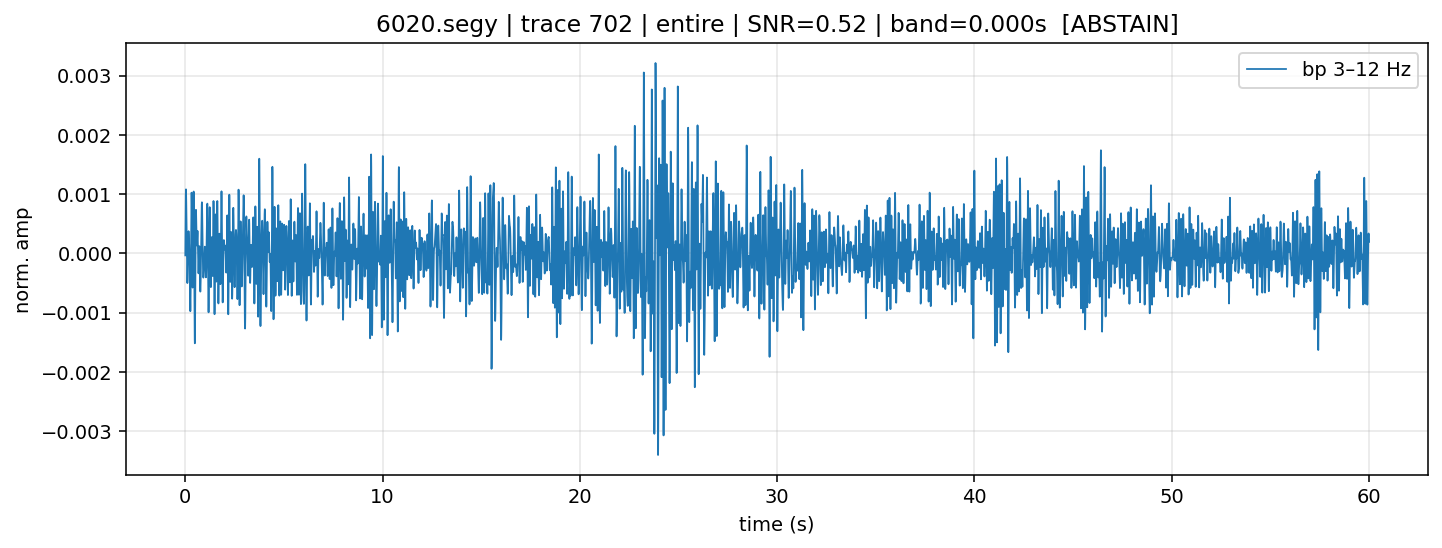 6020.segy | trace 702 | entire | SNR=0.52 | band=0.000s  [ABSTAIN]
bp 3–12 Hz
0.003
0.002
0.001
0.000
−0.001
−0.002
−0.003
norm. amp
0 10 20 30 40 50 60
time (s)